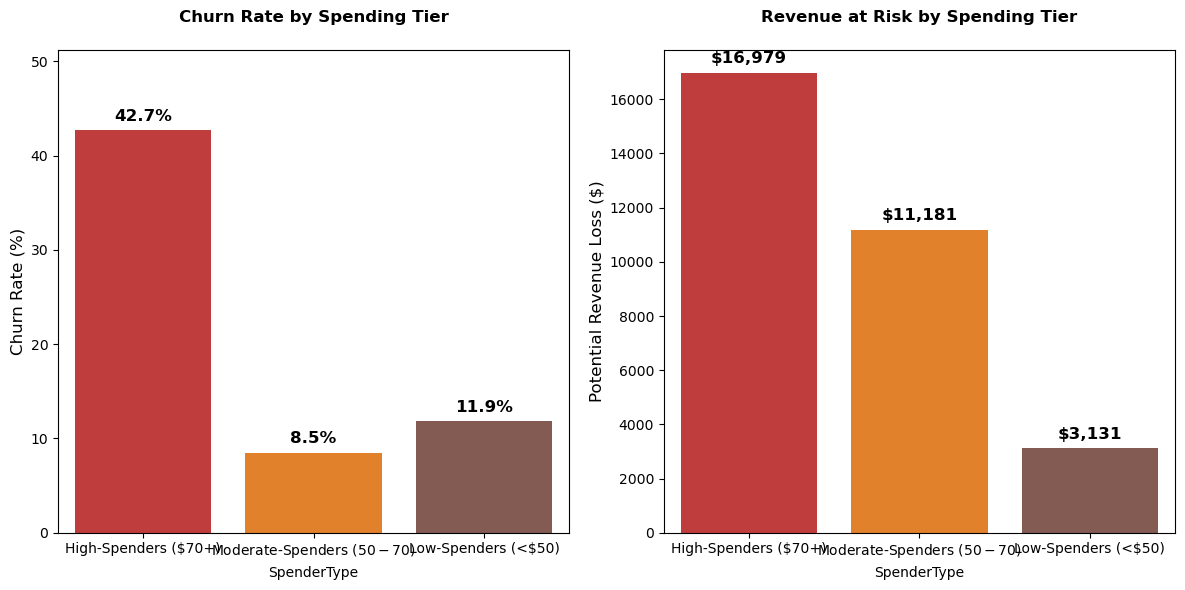 Churn Rate by Spending Tier
50
40
30
20
10
0
Churn Rate (%)
42.7%
8.5%
11.9%
High-Spenders ($70+)
Moderate-Spenders (50 − 70)
Low-Spenders (<$50)
SpenderType
Revenue at Risk by Spending Tier
16000
14000
12000
10000
8000
6000
4000
2000
0
Potential Revenue Loss ($)
$16,979
$11,181
$3,131
High-Spenders ($70+)
Moderate-Spenders (50 − 70)
Low-Spenders (<$50)
SpenderType